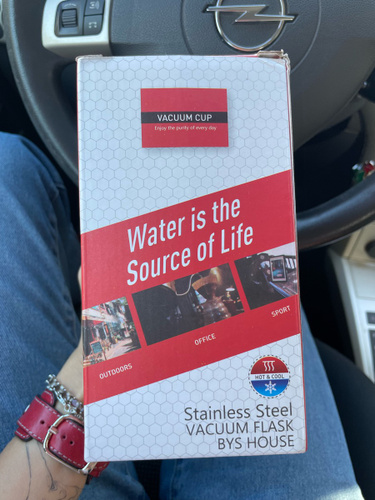 VACUUM CUP
Enjoy the purity of every day
Water is the
Source of Life
OUTDOORS
OFFICE
SPORT
HOT & COOL
Stainless Steel
VACUUM FLASK
BYS HOUSE